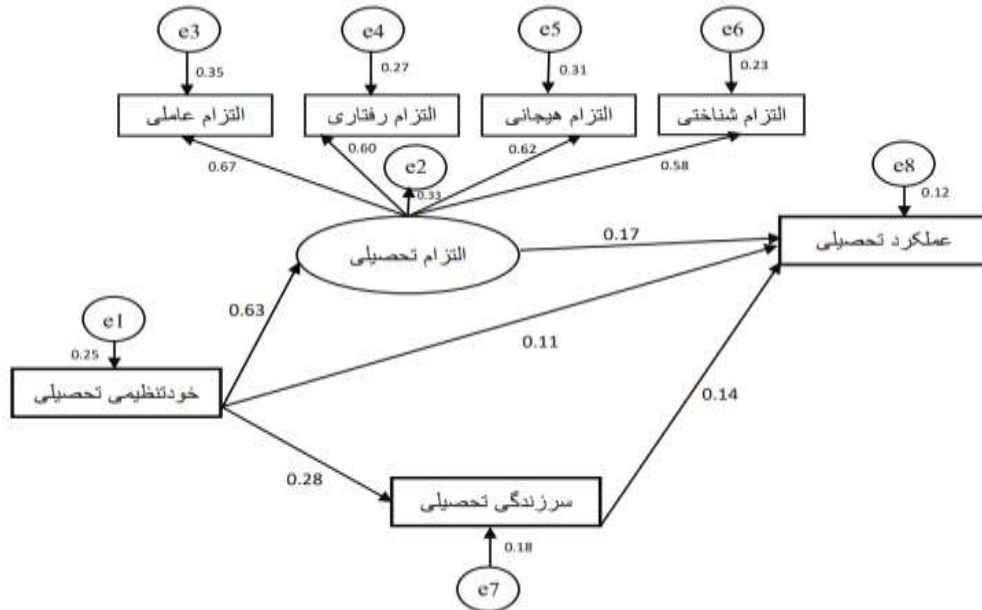 e3
e4
e5
e6
0.35
0.27
0.31
0.23
التزام عاملی
التزام رفتاری
التزام هیجانی
التزام شناختی
0.67
0.60
0.62
0.58
e2
0.33
e8
0.12
التزام تحصیلی
0.17
عملکرد تحصیلی
0.63
0.11
e1
0.25
خودتنظیمی تحصیلی
0.14
0.28
سرزندگی تحصیلی
0.18
e7